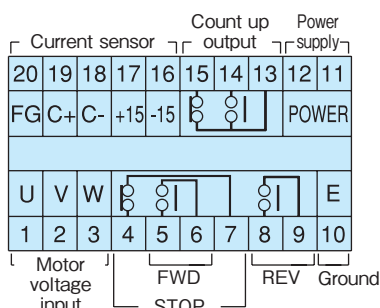 Count up Power
Current sensor output supply
20 19 18 17 16 15 14 13 12 11
FG C+ C- +15 -15 POWER
U V W E
1 2 3 4 5 6 7 8 9 10
Motor FWD REV Ground
voltage
input STOP